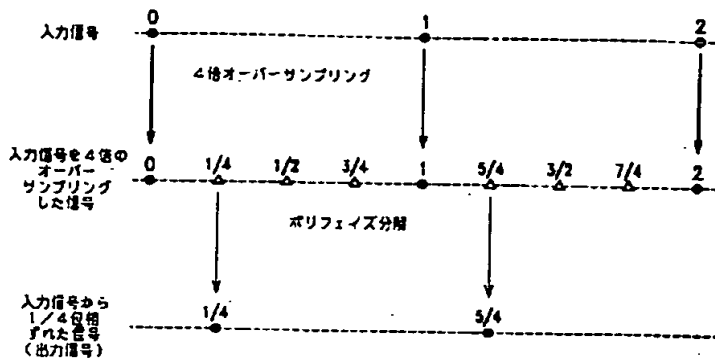 入力信号
0 1 2
4倍オーバーサンプリング
入力信号を4倍の
オーバー
サンプリング
した信号
0 1/4 1/2 3/4 1 5/4 3/2 7/4 2
ポリフェイズ分解
入力信号から
1/4位相
ずれた信号
(出力信号)
1/4 5/4